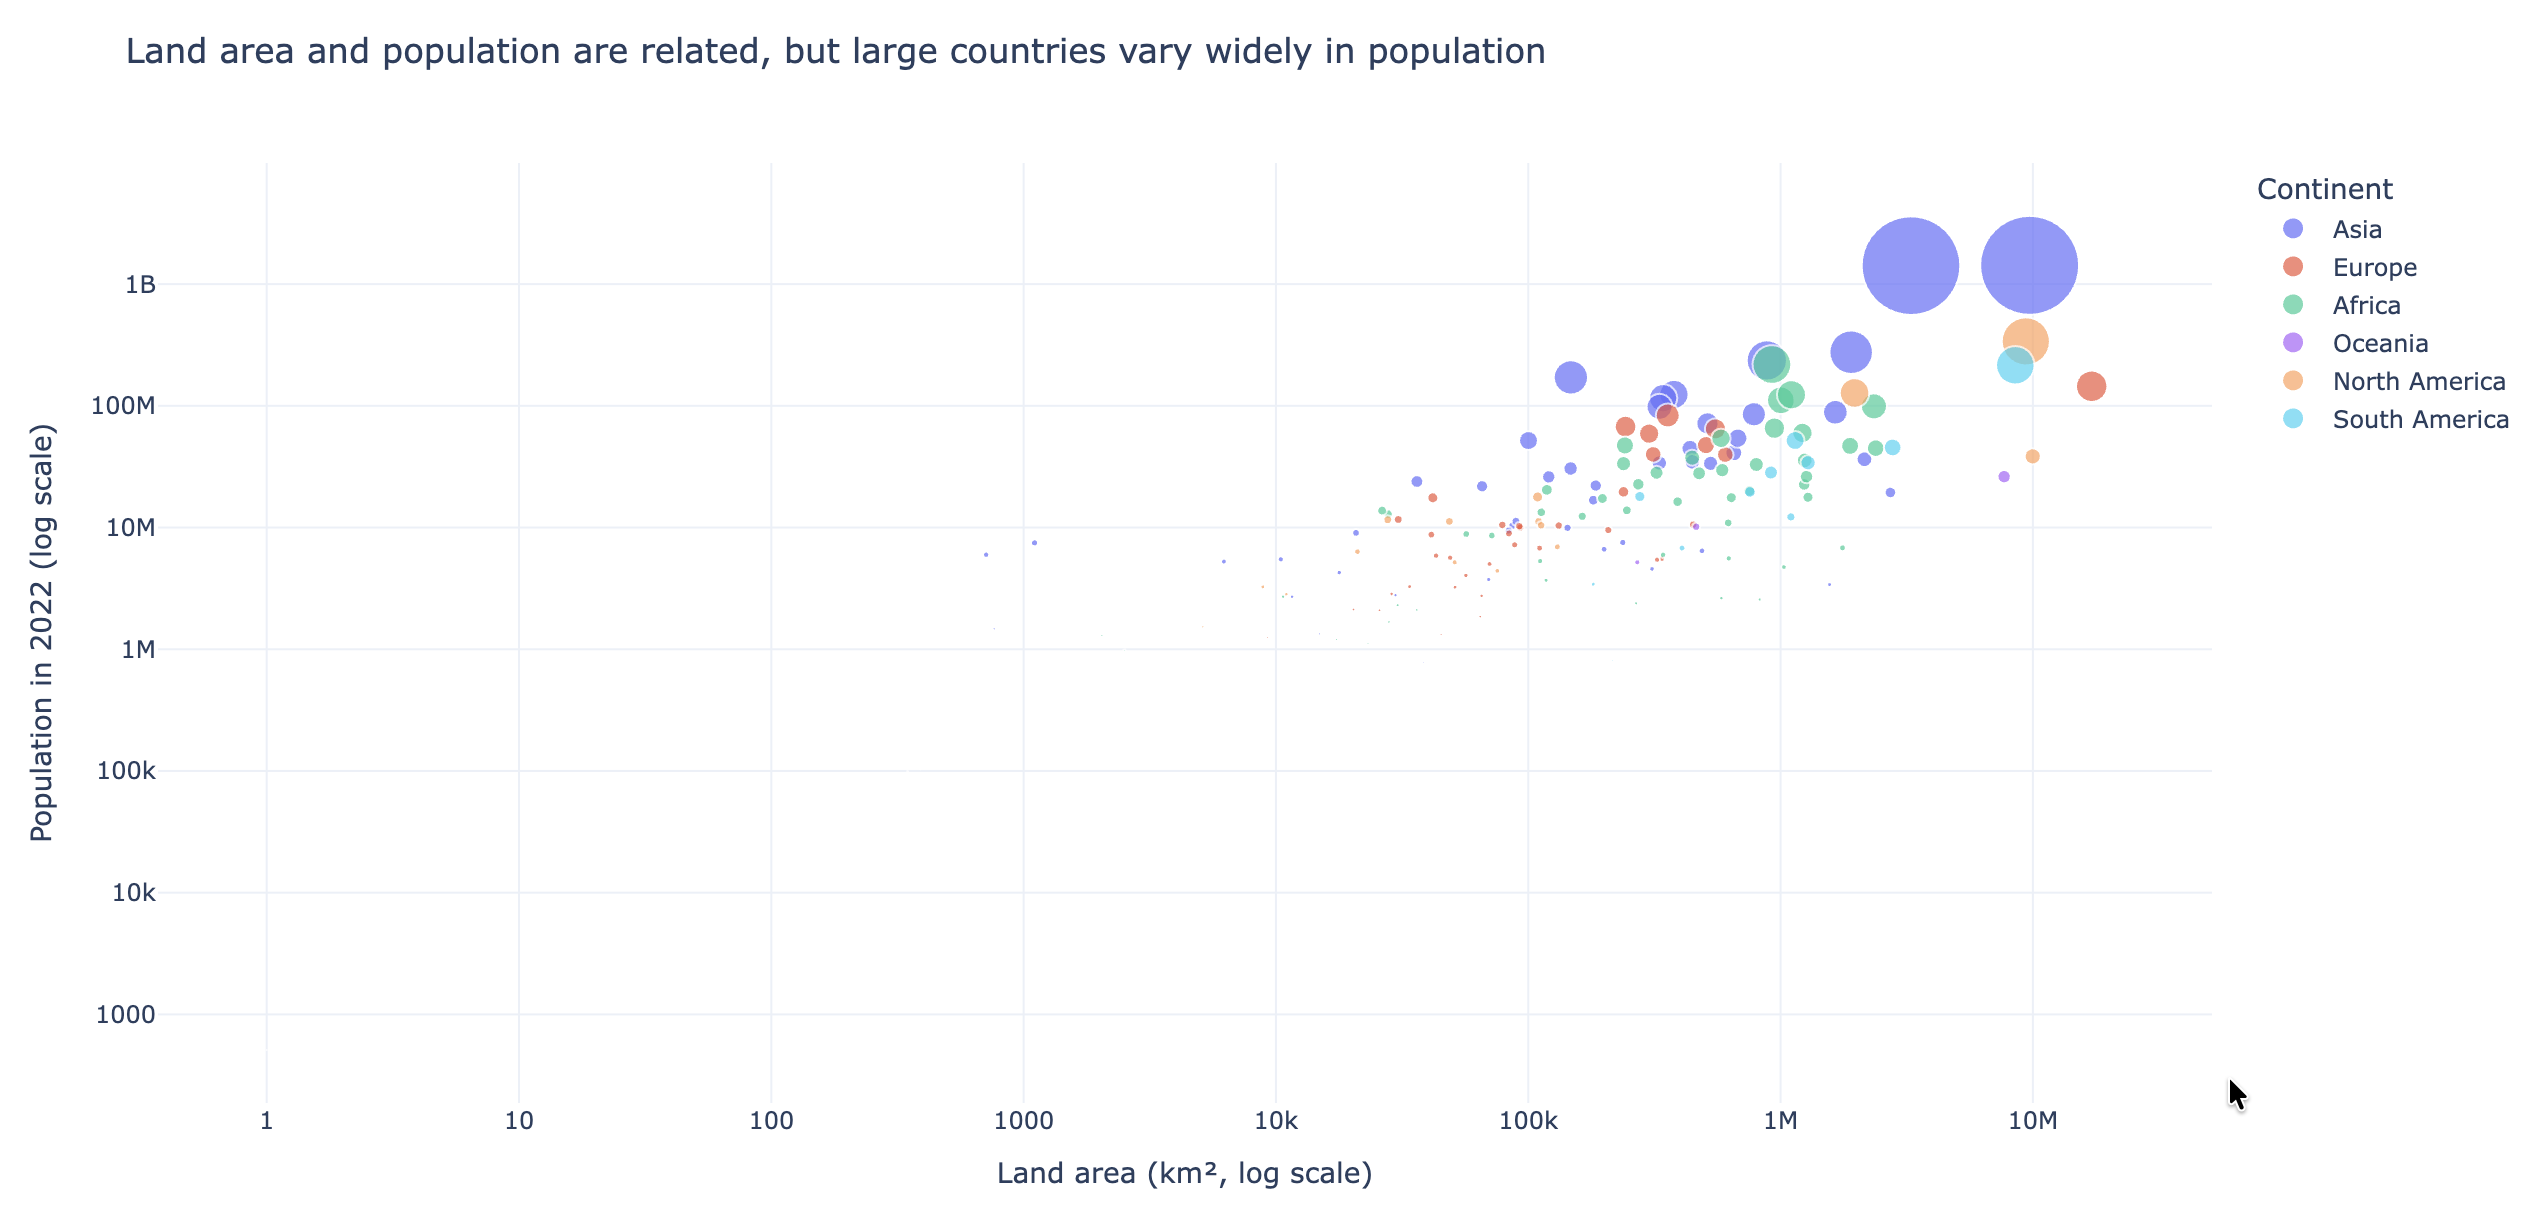 Land area and population are related, but large countries vary widely in population
Continent
Asia
Europe
Africa
Oceania
North America
South America
Population in 2022 (log scale)
1B
100M
10M
1M
100k
10k
1000
1
10
100
1000
10k
100k
1M
10M
Land area (km², log scale)